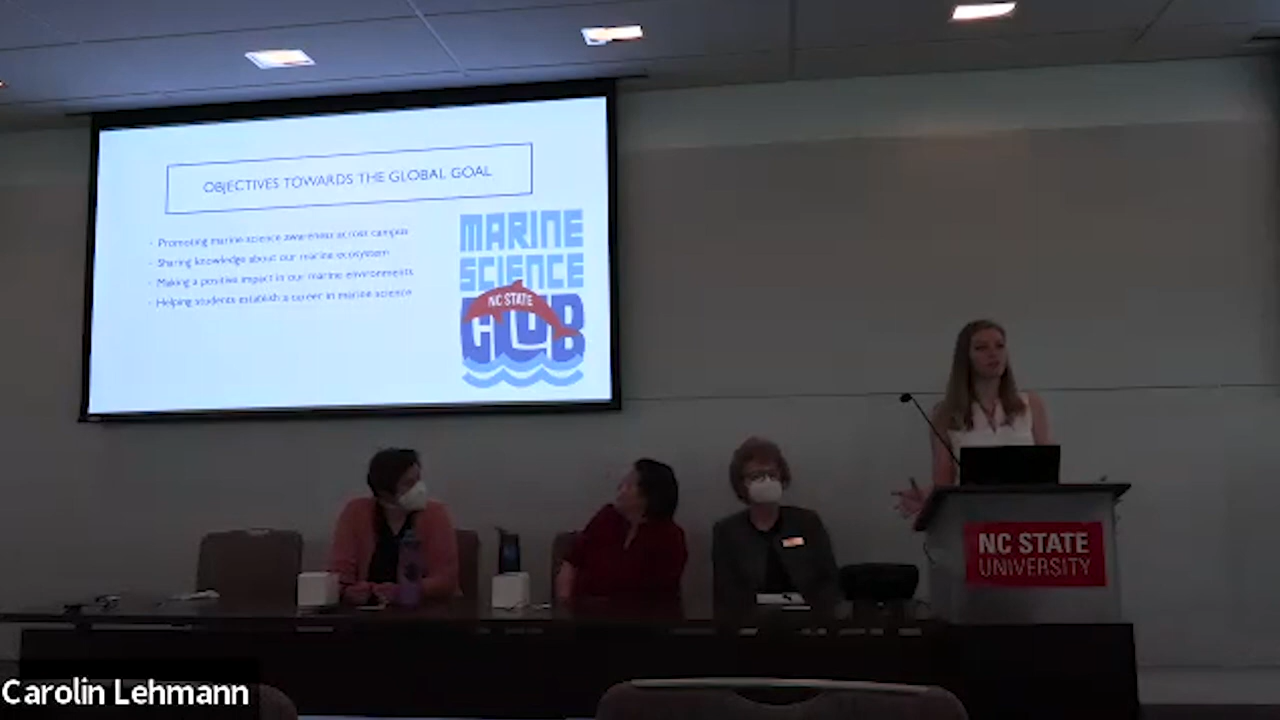 OBJECTIVES TOWARDS THE GLOBAL GOAL
- Promoting marine science awareness across campus
- Sharing knowledge about our marine ecosystem
- Making a positive impact in our marine environments
- Helping students establish a career in marine science
MARINE
SCIENCE
NC STATE
CLUB
NC STATE
UNIVERSITY
Carolin Lehmann